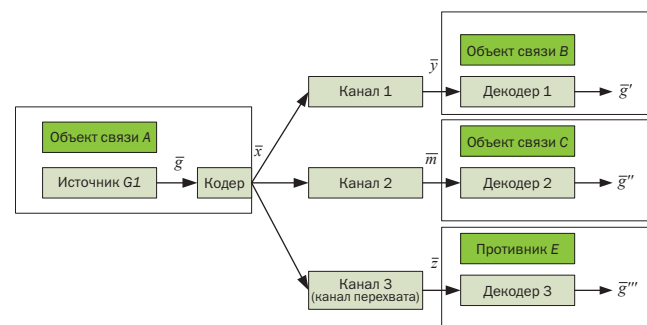 Объект связи A
Источник G1
g̅
Кодер
x̅
Канал 1
y̅
Объект связи B
Декодер 1
g̅′
Канал 2
m̅
Объект связи C
Декодер 2
g̅″
Канал 3
(канал перехвата)
z̅
Противник E
Декодер 3
g̅‴